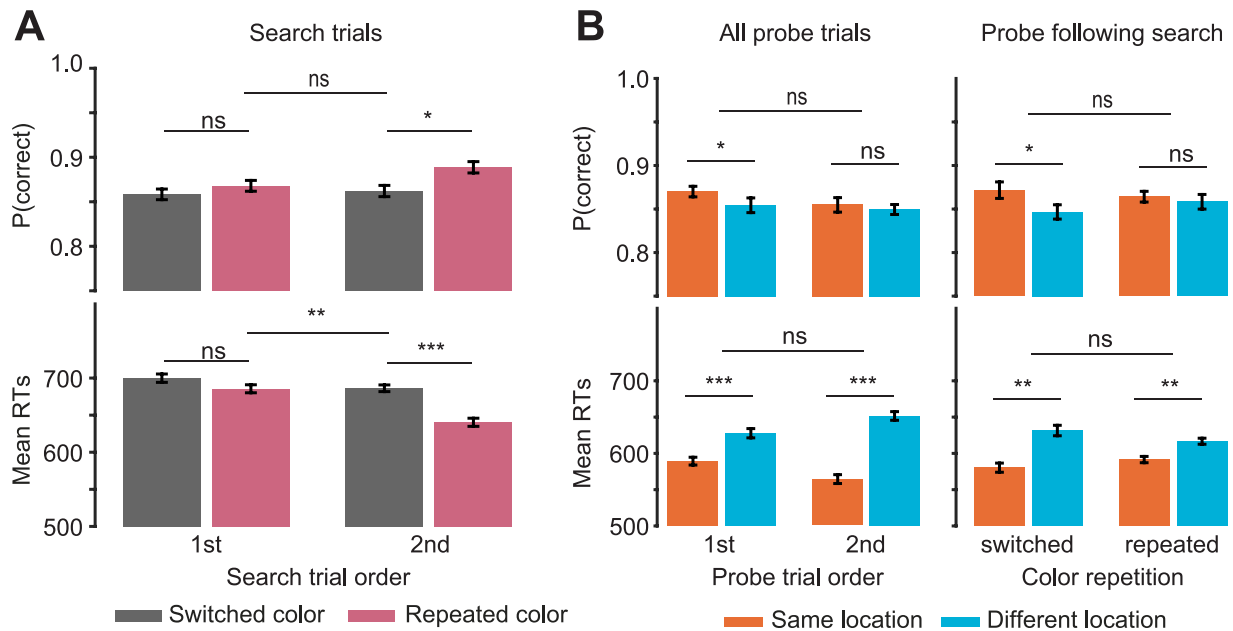 A
Search trials
1.0
ns
ns
*
0.9
P(correct)
0.8
**
ns
***
700
Mean RTs
600
500
1st
2nd
Search trial order
Switched color
Repeated color
B
All probe trials
Probe following search
1.0
ns
ns
*
ns
*
ns
0.9
P(correct)
0.8
ns
ns
700
***
***
**
**
Mean RTs
600
500
1st
2nd
switched
repeated
Probe trial order
Color repetition
Same location
Different location